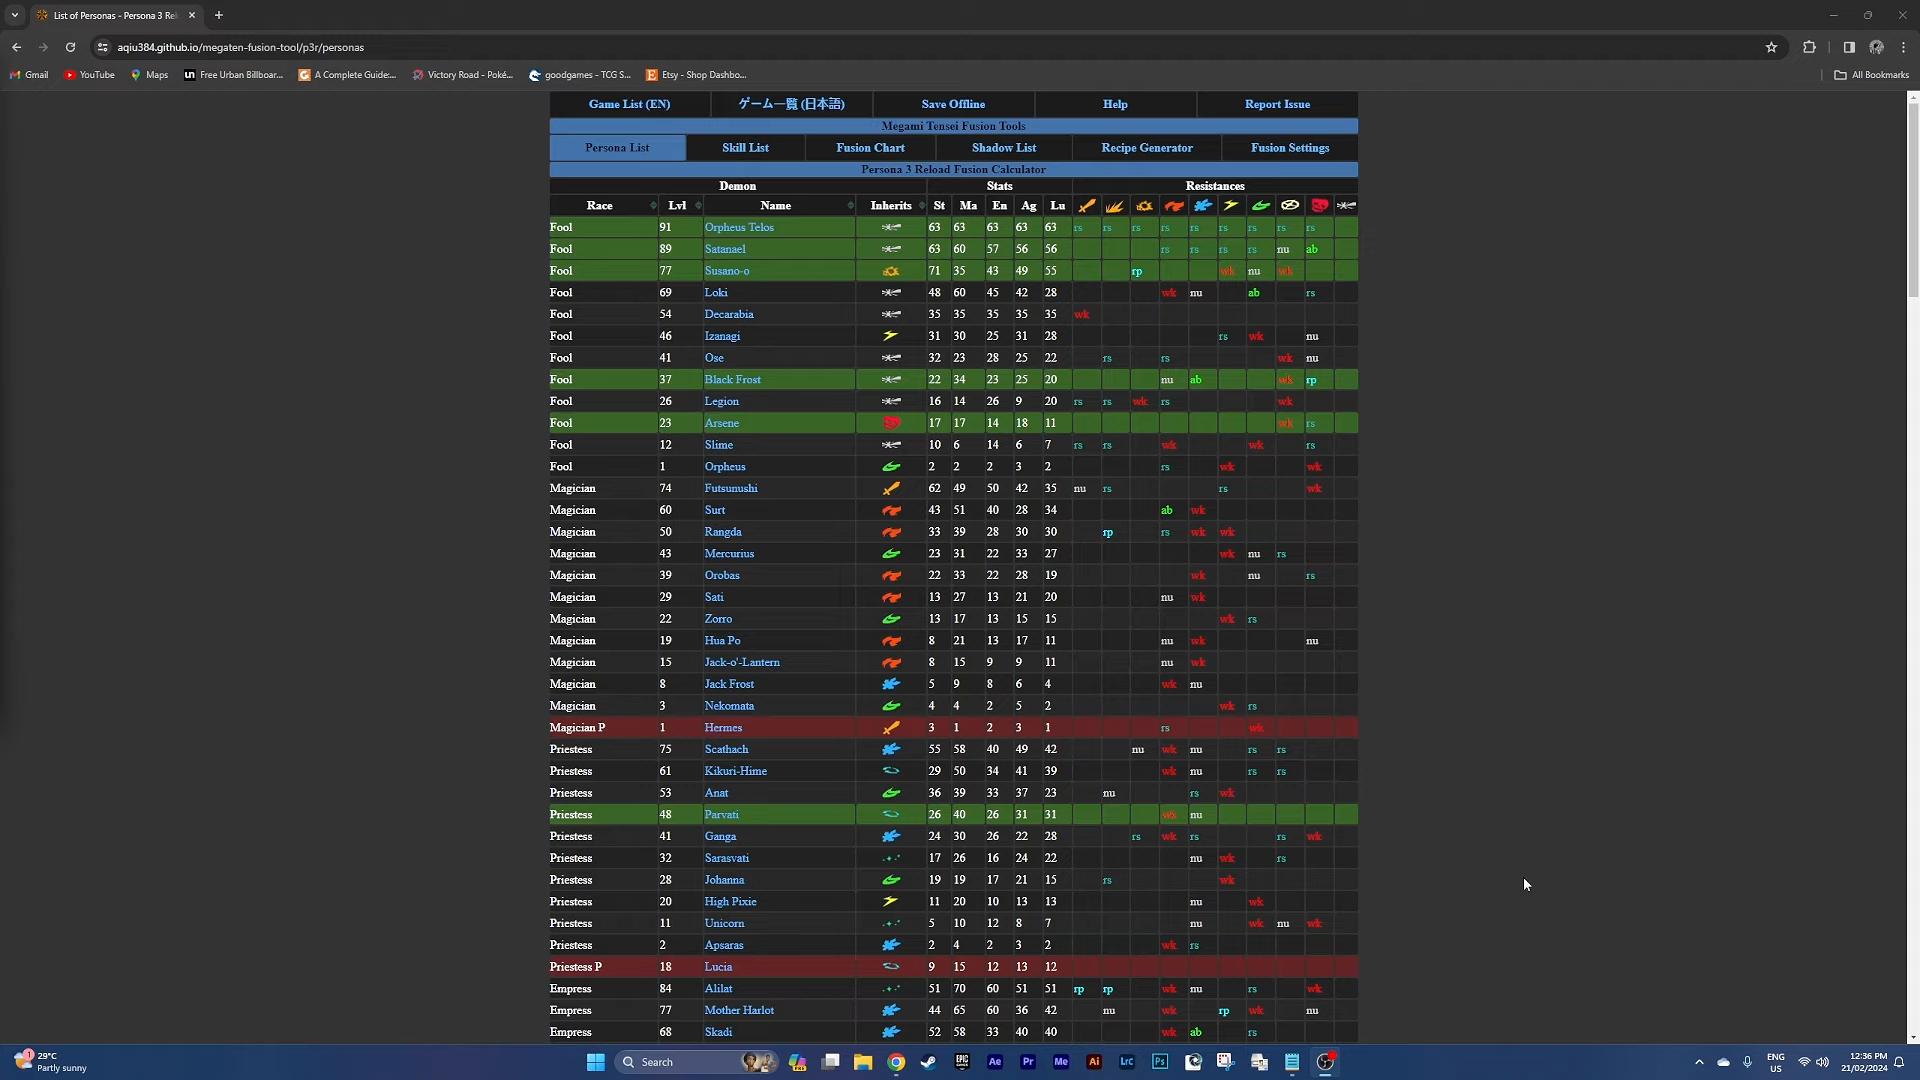 List of Personas - Persona 3 Rel
aqiu384.github.io/megaten-fusion-tool/p3r/personas
Gmail YouTube Maps Free Urban Billboar... A Complete Guide:... Victory Road - Poké... goodgames - TCG S... Etsy - Shop Dashbo... All Bookmarks
Game List (EN) ゲーム一覧 (日本語) Save Offline Help Report Issue
Megami Tensei Fusion Tools
Persona List Skill List Fusion Chart Shadow List Recipe Generator Fusion Settings
Persona 3 Reload Fusion Calculator
Demon Stats Resistances
Race Lvl Name Inherits St Ma En Ag Lu
Fool 91 Orpheus Telos 63 63 63 63 63 rs rs rs rs rs rs rs rs rs
Fool 89 Satanael 63 60 57 56 56 rs rs rs rs nu ab
Fool 77 Susano-o 71 35 43 49 55 rp wk nu wk
Fool 69 Loki 48 60 45 42 28 wk nu ab rs
Fool 54 Decarabia 35 35 35 35 35 wk
Fool 46 Izanagi 31 30 25 31 28 rs wk nu
Fool 41 Ose 32 23 28 25 22 rs rs wk nu
Fool 37 Black Frost 22 34 23 25 20 nu ab wk rp
Fool 26 Legion 16 14 26 9 20 rs rs wk rs wk
Fool 23 Arsene 17 17 14 18 11 wk rs
Fool 12 Slime 10 6 14 6 7 rs rs wk wk rs
Fool 1 Orpheus 2 2 2 3 2 rs wk wk
Magician 74 Futsunushi 62 49 50 42 35 nu rs rs wk
Magician 60 Surt 43 51 40 28 34 ab wk
Magician 50 Rangda 33 39 28 30 30 rp rs wk wk
Magician 43 Mercurius 23 31 22 33 27 wk nu rs
Magician 39 Orobas 22 33 22 28 19 wk nu rs
Magician 29 Sati 13 27 13 21 20 nu wk
Magician 22 Zorro 13 17 13 15 15 wk rs
Magician 19 Hua Po 8 21 13 17 11 nu wk nu
Magician 15 Jack-o'-Lantern 8 15 9 9 11 nu wk
Magician 8 Jack Frost 5 9 8 6 4 wk nu
Magician 3 Nekomata 4 4 2 5 2 wk rs
Magician P 1 Hermes 3 1 2 3 1 rs wk
Priestess 75 Scathach 55 58 40 49 42 nu wk nu rs rs
Priestess 61 Kikuri-Hime 29 50 34 41 39 wk nu rs rs
Priestess 53 Anat 36 39 33 37 23 nu rs wk
Priestess 48 Parvati 26 40 26 31 31 wk nu
Priestess 41 Ganga 24 30 26 22 28 rs wk rs rs wk
Priestess 32 Sarasvati 17 26 16 24 22 nu wk rs
Priestess 28 Johanna 19 19 17 21 15 rs wk
Priestess 20 High Pixie 11 20 10 13 13 nu wk
Priestess 11 Unicorn 5 10 12 8 7 nu wk nu wk
Priestess 2 Apsaras 2 4 2 3 2 wk rs
Priestess P 18 Lucia 9 15 12 13 12
Empress 84 Alilat 51 70 60 51 51 rp rp wk nu rs wk
Empress 77 Mother Harlot 44 65 60 36 42 nu wk rp wk nu
Empress 68 Skadi 52 58 33 40 40 wk ab rs
1 29°C Partly sunny Search Ae Pr Me Ai Lrc Ps ENG US 12:36 PM 21/02/2024